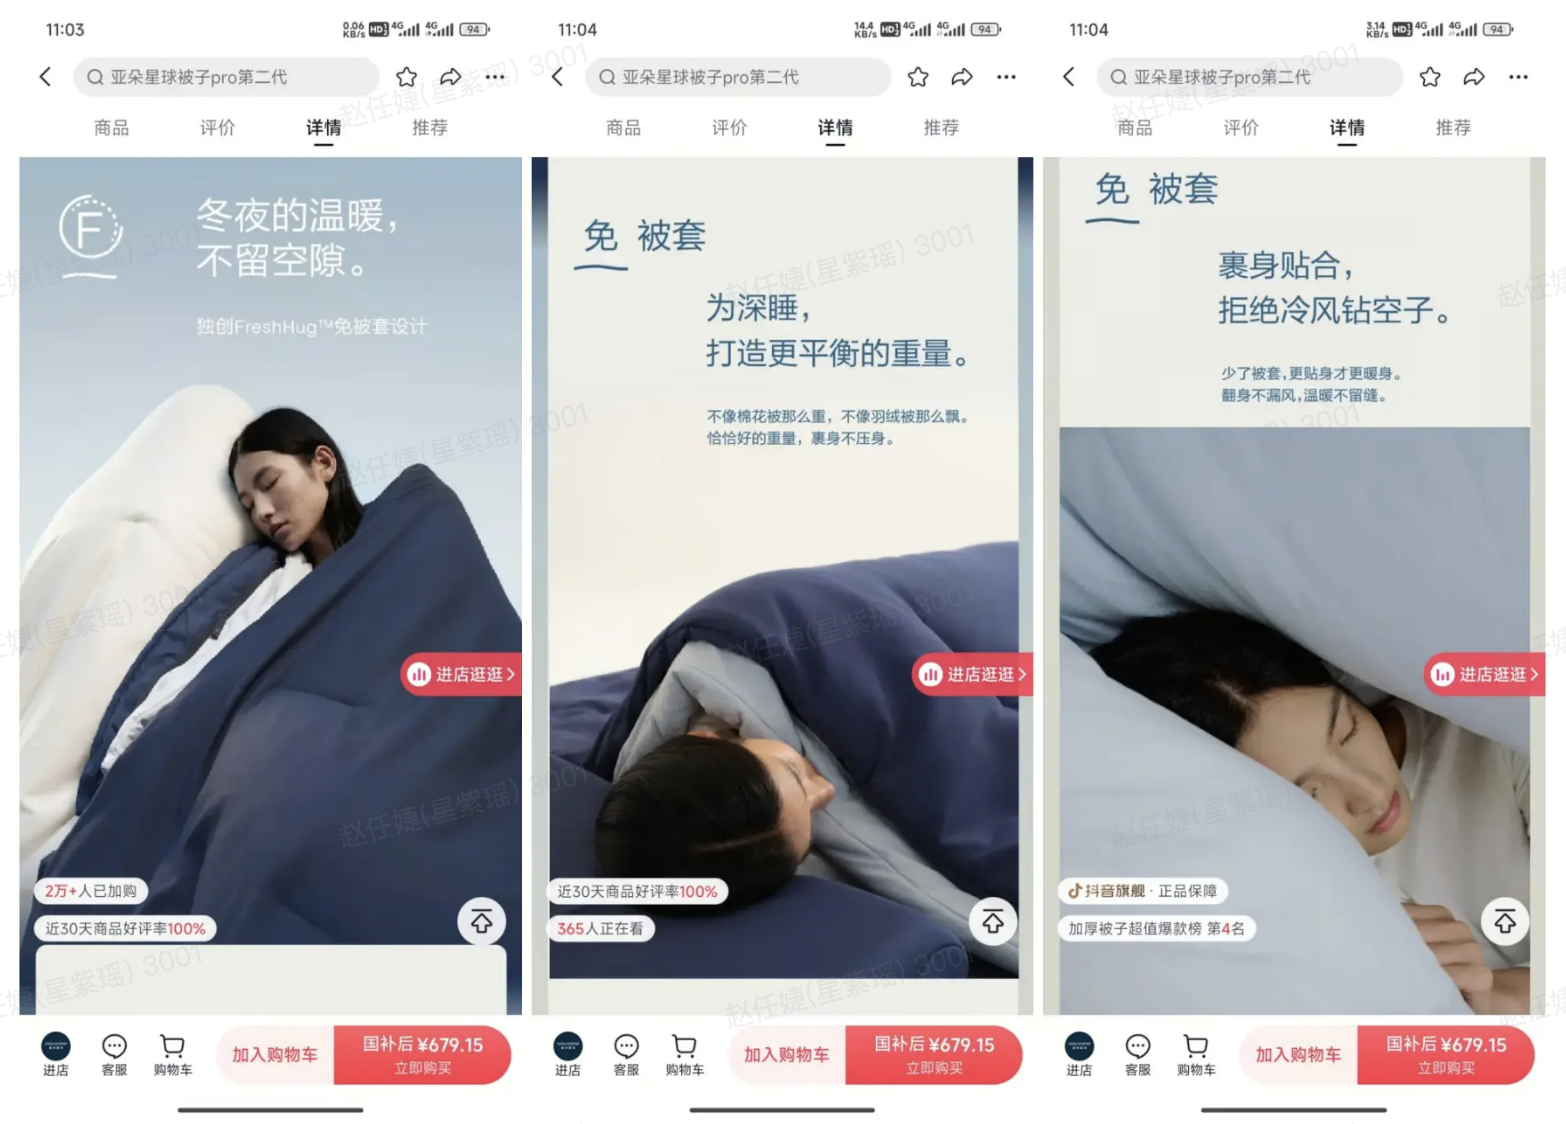 11:03
0.06
KB/s
HD
4G
4G
94
亚朵星球被子pro第二代
商品
评价
详情
推荐
F
冬夜的温暖，
不留空隙。
独创FreshHug™免被套设计
进店逛逛
2万+人已加购
近30天商品好评率100%
进店
客服
购物车
加入购物车
国补后 ¥679.15
立即购买
11:04
14.4
KB/s
HD
4G
4G
94
亚朵星球被子pro第二代
商品
评价
详情
推荐
免 被套
为深睡，
打造更平衡的重量。
不像棉花被那么重，不像羽绒被那么飘。
恰恰好的重量，裹身不压身。
进店逛逛
近30天商品好评率100%
365人正在看
进店
客服
购物车
加入购物车
国补后 ¥679.15
立即购买
11:04
3.14
KB/s
HD
4G
4G
94
亚朵星球被子pro第二代
商品
评价
详情
推荐
免 被套
裹身贴合，
拒绝冷风钻空子。
少了被套，更贴身才更暖身。
翻身不漏风，温暖不留缝。
进店逛逛
抖音旗舰 · 正品保障
加厚被子超值爆款榜 第4名
进店
客服
购物车
加入购物车
国补后 ¥679.15
立即购买
赵任婕(星紫瑶) 3001